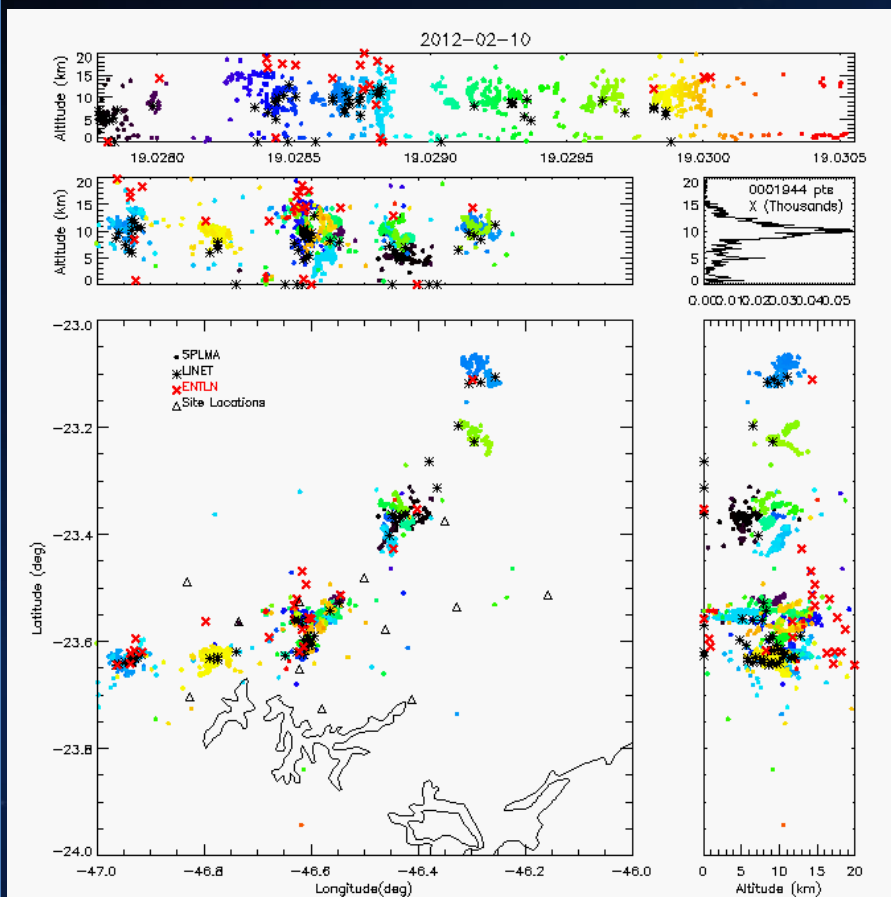 2012-02-10
Altitude (km)
20
15
10
5
0
19.0280 19.0285 19.0290 19.0295 19.0300 19.0305
Altitude (km)
20
15
10
5
0
20
15
10
5
0
0001944 pts
X (Thousands)
0.00 0.01 0.02 0.03 0.04 0.05
Latitude (deg)
-23.0
-23.2
-23.4
-23.6
-23.8
-24.0
SPLMA
LINET
ENTLN
Site Locations
-47.0 -46.8 -46.6 -46.4 -46.2 -46.0
Longitude(deg)
0 5 10 15 20
Altitude (km)